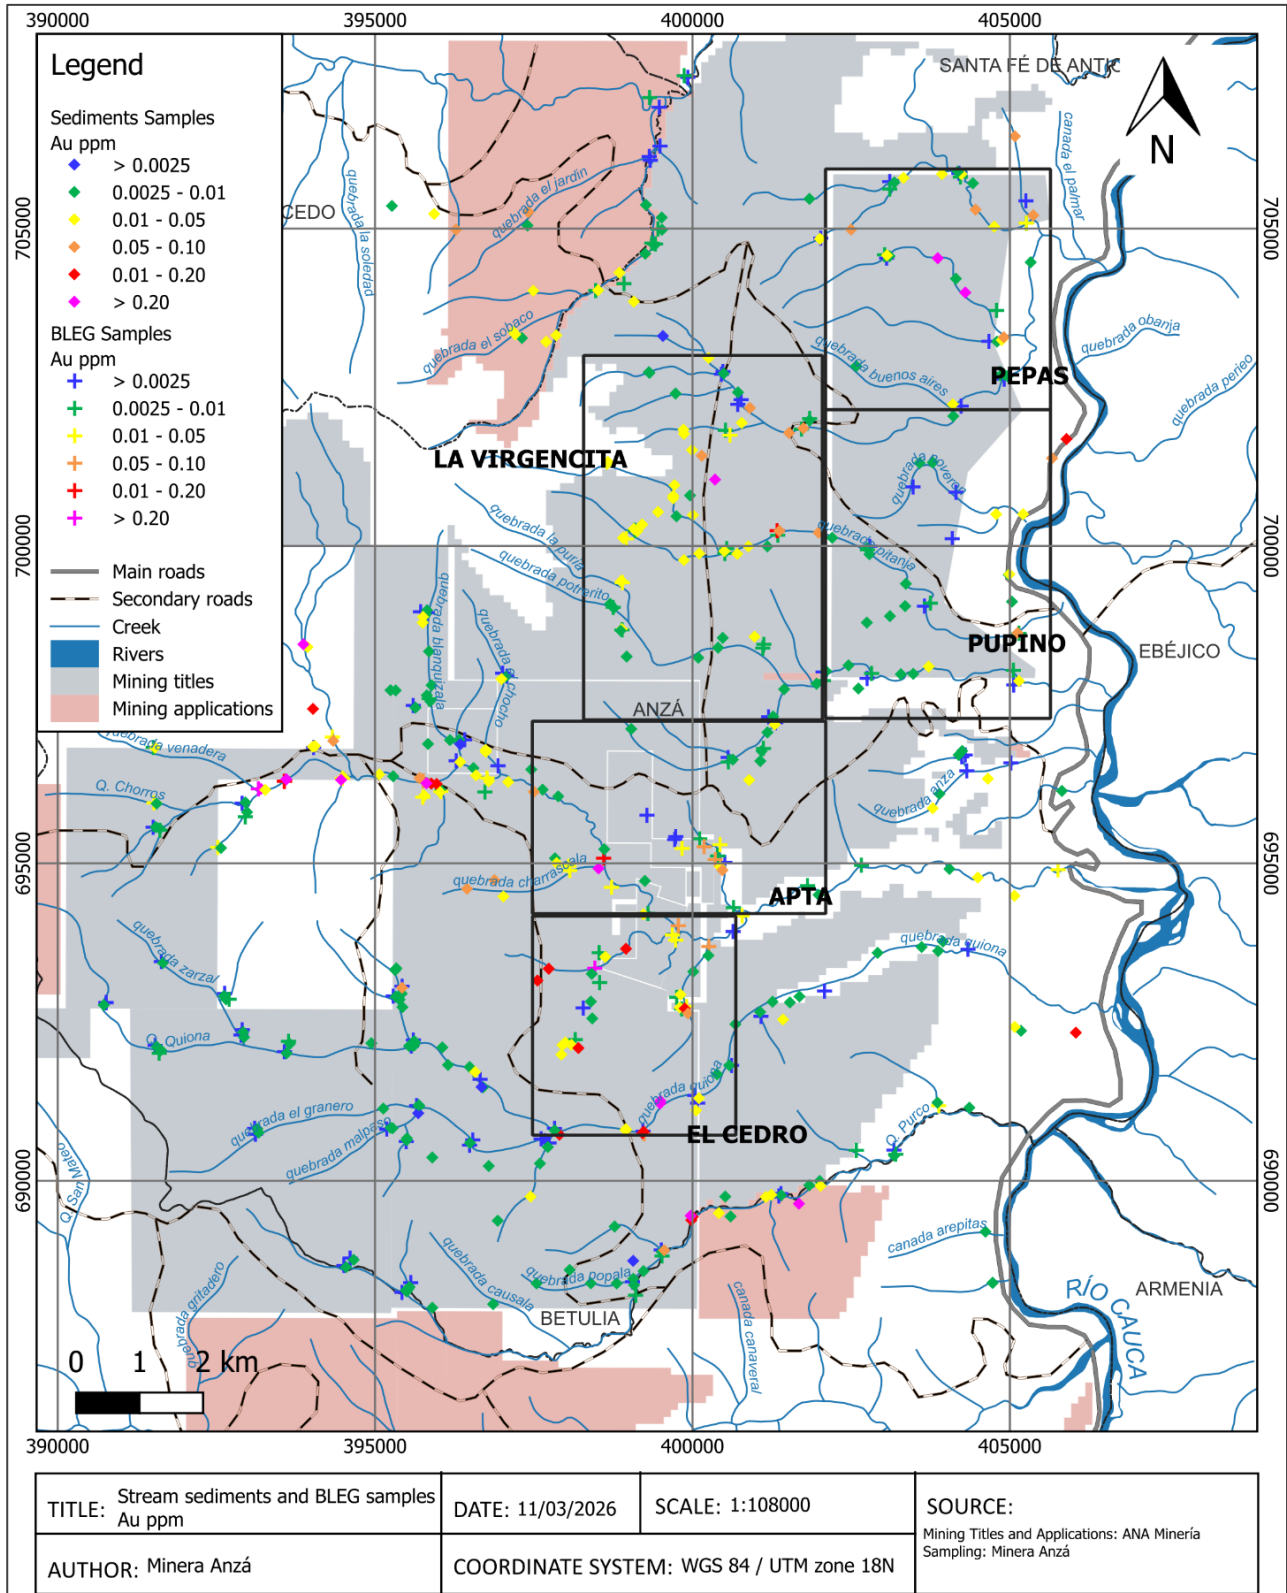 390000
395000
400000
405000
Legend
Sediments Samples
Au ppm
> 0.0025
0.0025 - 0.01
0.01 - 0.05
0.05 - 0.10
0.01 - 0.20
> 0.20
BLEG Samples
Au ppm
> 0.0025
0.0025 - 0.01
0.01 - 0.05
0.05 - 0.10
0.01 - 0.20
> 0.20
Main roads
Secondary roads
Creek
Rivers
Mining titles
Mining applications
SANTA FÉ DE ANTIO
N
canada el palmar
CEDO
quebrada la soledad
quebrada el jardin
705000
705000
quebrada el sobaco
quebrada obanja
quebrada buenos aires
PEPAS
quebrada perieo
LA VIRGENCITA
quebrada noveron
quebrada la puria
quebrada potrerito
quebrada pitanja
700000
700000
quebrada blanquizala
quebrada chocho
PUPINO
EBÉJICO
ANZÁ
quebrada venadera
Q. Chorros
quebrada anza
695000
695000
quebrada charrascala
APTA
quebrada zarzal
quebrada quiona
Q. Quiona
quebrada quiona
quebrada el granero
quebrada malpaso
EL CEDRO
Q. Purco
Q. San Mateo
690000
690000
canada arepitas
quebrada gritadero
quebrada causala
quebrada popala
BETULIA
canada canaveral
RÍO CAUCA
ARMENIA
0 1 2 km
390000
395000
400000
405000
TITLE: Stream sediments and BLEG samples
Au ppm
DATE: 11/03/2026
SCALE: 1:108000
SOURCE:
Mining Titles and Applications: ANA Minería
Sampling: Minera Anzá
AUTHOR: Minera Anzá
COORDINATE SYSTEM: WGS 84 / UTM zone 18N